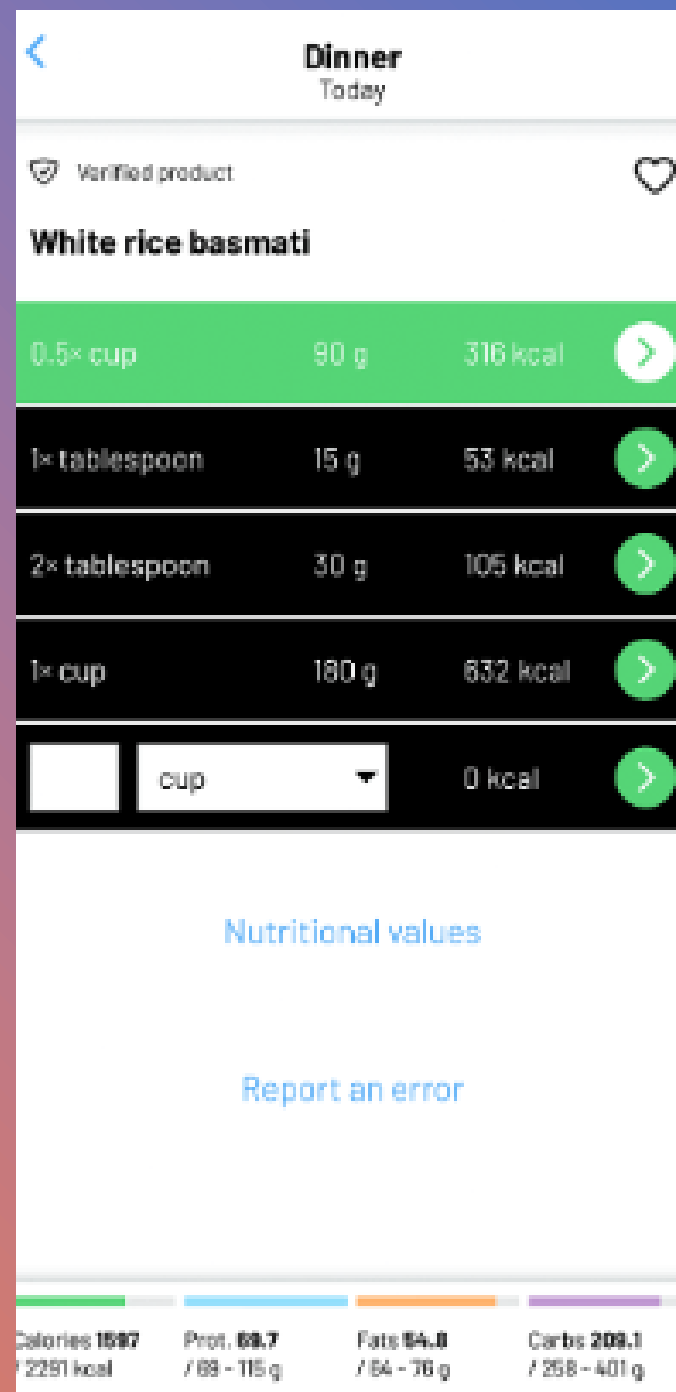 Dinner
Today
Verified product
White rice basmati
0.5× cup 90 g 316 kcal
1× tablespoon 15 g 53 kcal
2× tablespoon 30 g 105 kcal
1× cup 180 g 632 kcal
cup 0 kcal
Nutritional values
Report an error
Calories 1597 Prot. 69.7 Fats 54.8 Carbs 209.1
/ 2291 kcal / 69 - 115 g / 64 - 76 g / 258 - 401 g